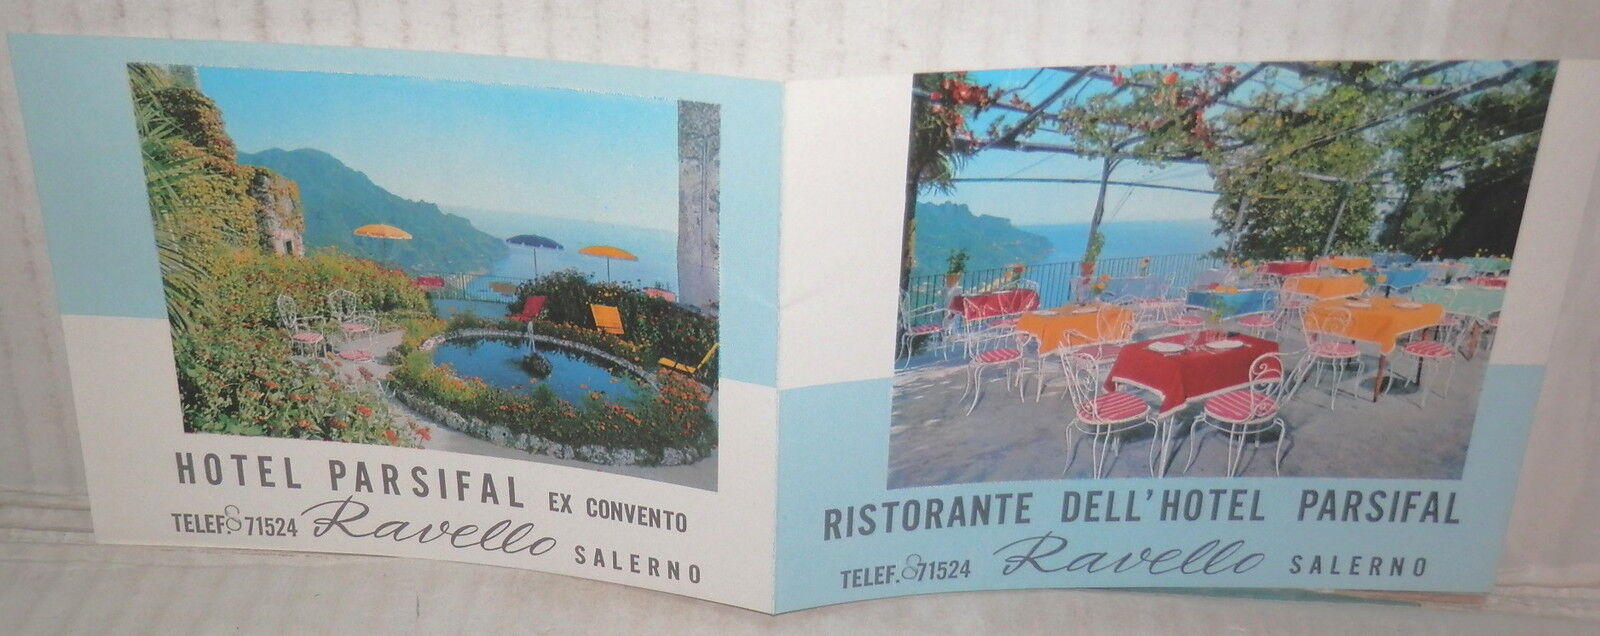 HOTEL PARSIFAL EX CONVENTO
TELEF. 871524 Ravello SALERNO
RISTORANTE DELL'HOTEL PARSIFAL
TELEF. 871524 Ravello SALERNO